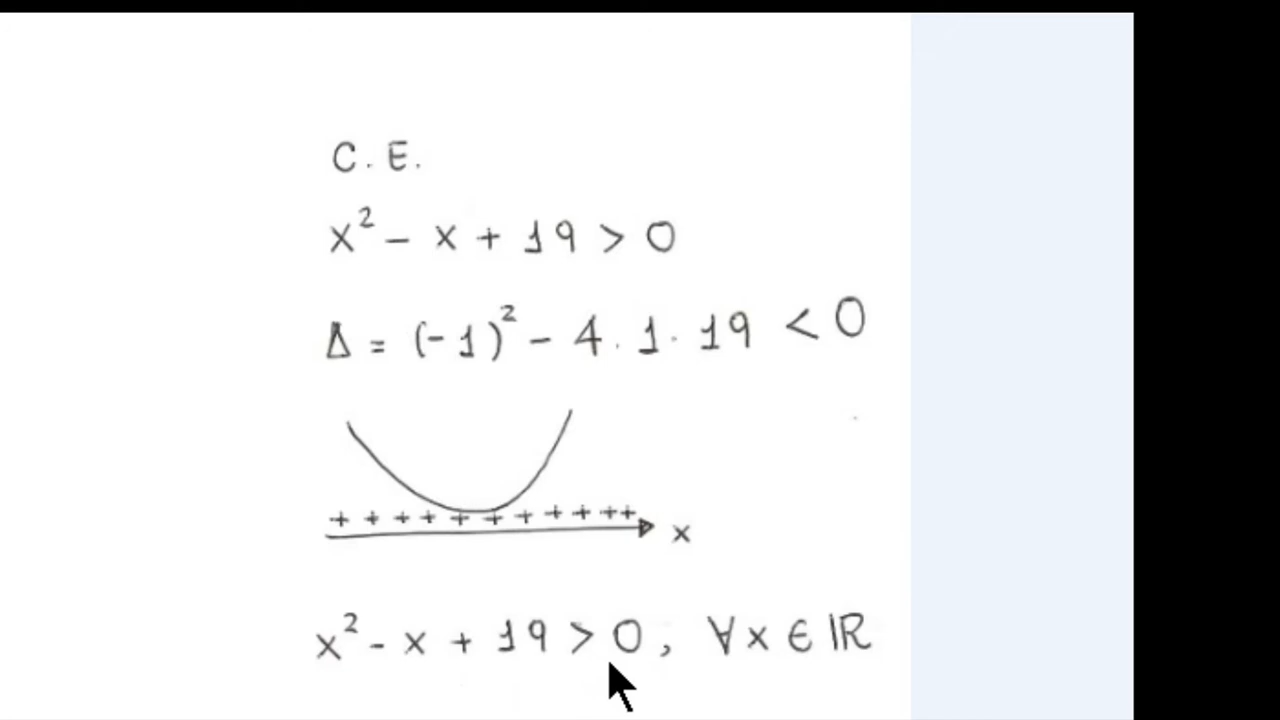 C. E.
x² - x + 19 > 0
Δ = (-1)² - 4 . 1 . 19 < 0
+ + + + + + + + + + + x
x² - x + 19 > 0, ∀ x ∈ ℝ